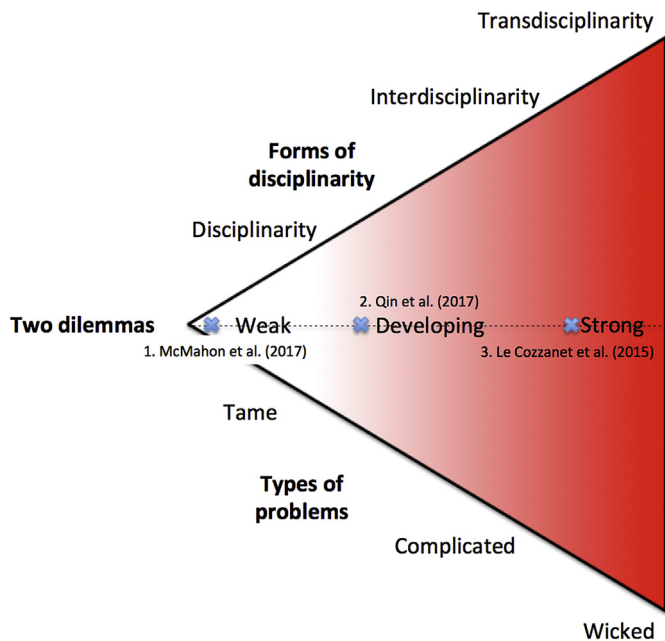 Transdisciplinarity
Interdisciplinarity
Forms of
disciplinarity
Disciplinarity
2. Qin et al. (2017)
Two dilemmas
Weak
Developing
Strong
1. McMahon et al. (2017)
3. Le Cozzanet et al. (2015)
Tame
Types of
problems
Complicated
Wicked